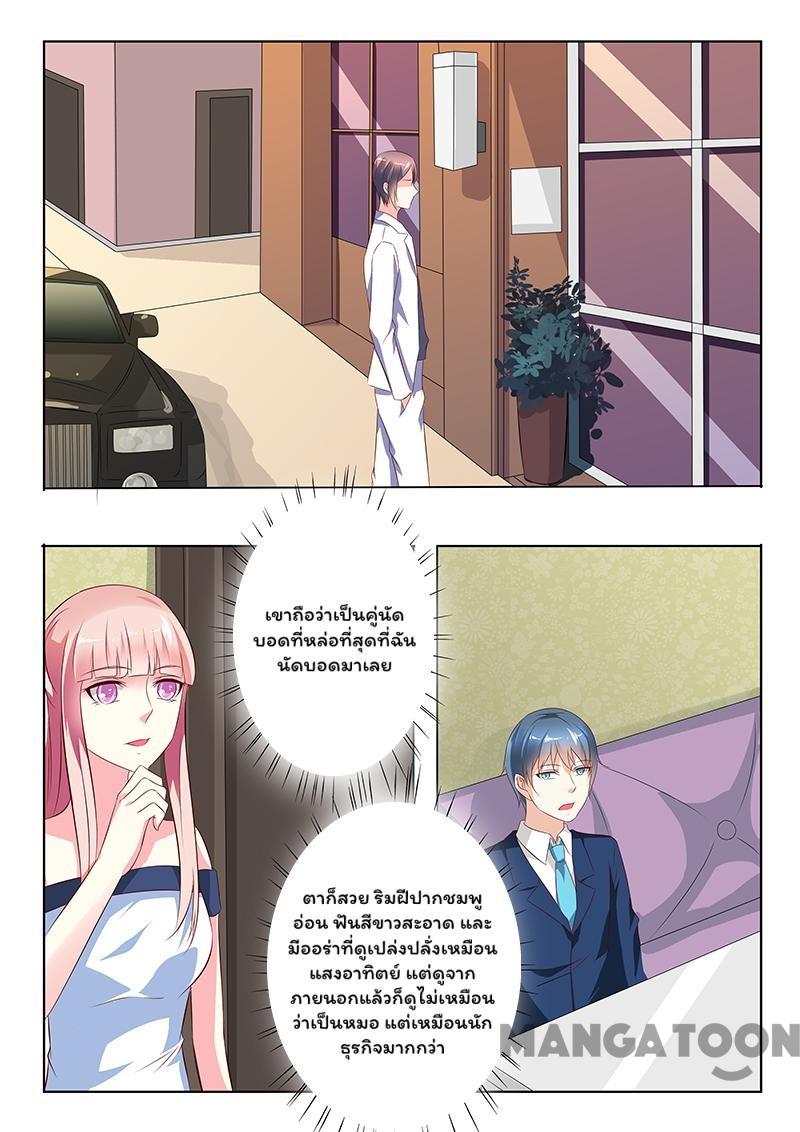 เขาถือว่าเป็นคู่นัด
บอดที่หล่อที่สุดที่ฉัน
นัดบอดมาเลย
ตาก็สวย ริมฝีปากชมพู
อ่อน ฟันสีขาวสะอาด และ
มีออร่าที่ดูเปล่งปลั่งเหมือน
แสงอาทิตย์ แต่ดูจาก
ภายนอกแล้วก็ดูไม่เหมือน
ว่าเป็นหมอ แต่เหมือนนัก
ธุรกิจมากกว่า
MANGATOON